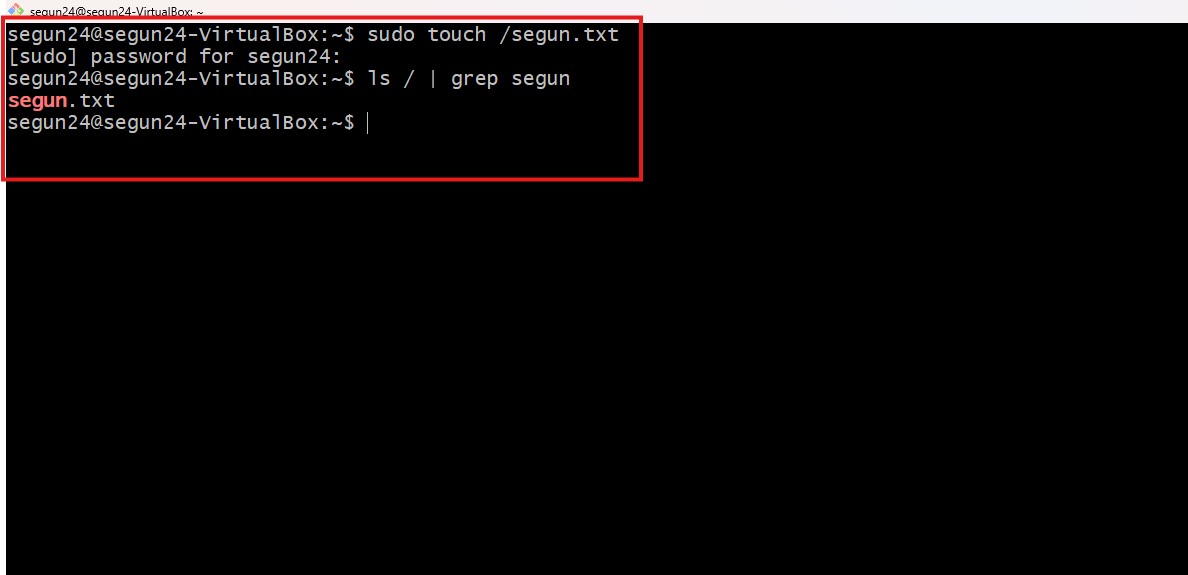 segun24@segun24-VirtualBox: ~
segun24@segun24-VirtualBox:~$ sudo touch /segun.txt
[sudo] password for segun24:
segun24@segun24-VirtualBox:~$ ls / | grep segun
segun.txt
segun24@segun24-VirtualBox:~$